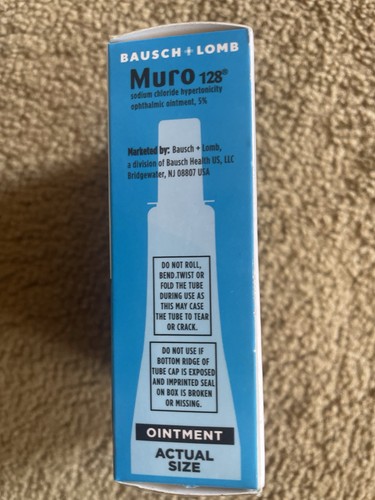 BAUSCH + LOMB
Muro 128®
sodium chloride hypertonicity
ophthalmic ointment, 5%
Marketed by: Bausch + Lomb,
a division of Bausch Health US, LLC
Bridgewater, NJ 08807 USA
DO NOT ROLL,
BEND.TWIST OR
FOLD THE TUBE
DURING USE AS
THIS MAY CASE
THE TUBE TO TEAR
OR CRACK.
DO NOT USE IF
BOTTOM RIDGE OF
TUBE CAP IS EXPOSED
AND IMPRINTED SEAL
ON BOX IS BROKEN
OR MISSING.
OINTMENT
ACTUAL
SIZE